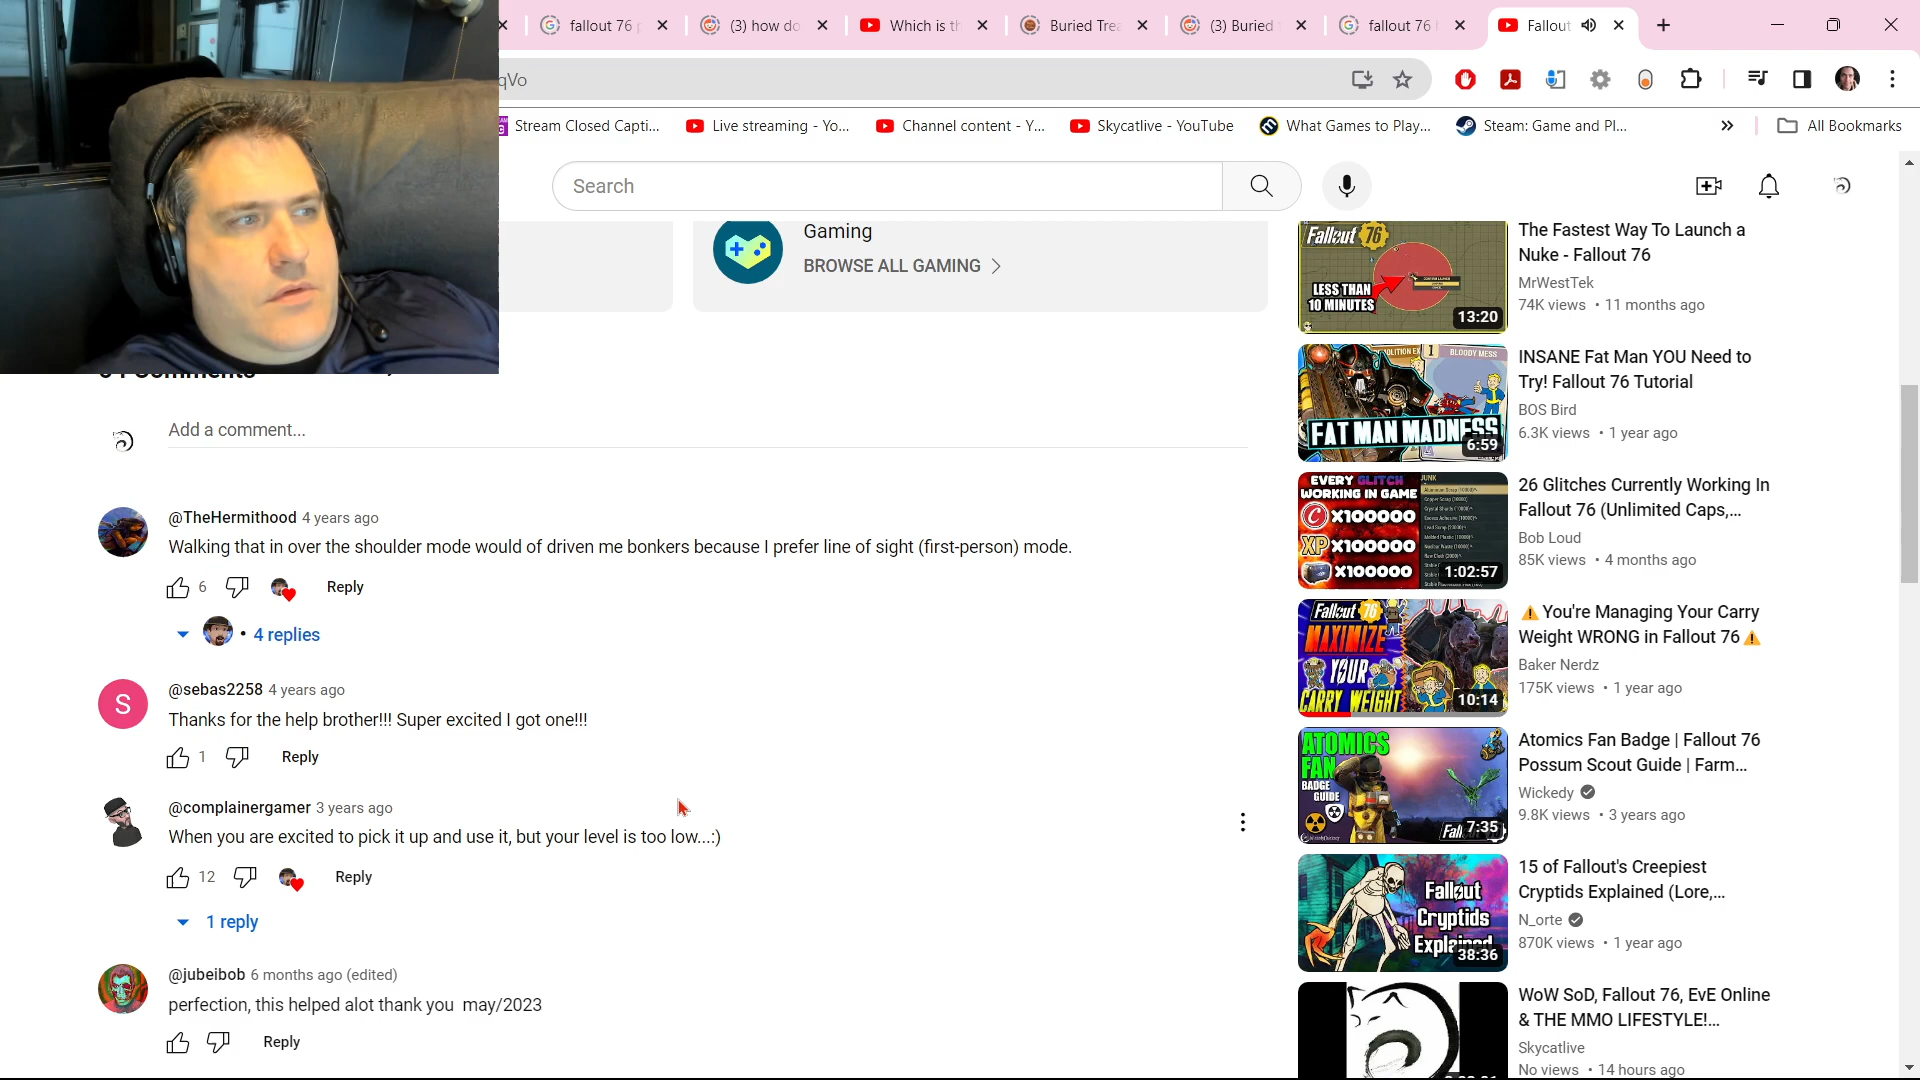 fallout 76
(3) how do
Which is th
Buried Tre
(3) Buried
fallout 76
Fallout
qVo
Stream Closed Capti...
Live streaming - Yo...
Channel content - Y...
Skycatlive - YouTube
What Games to Play...
Steam: Game and Pl...
All Bookmarks
Search
Gaming
BROWSE ALL GAMING
Add a comment...
@TheHermithood 4 years ago
Walking that in over the shoulder mode would of driven me bonkers because I prefer line of sight (first-person) mode.
6 Reply
4 replies
@sebas2258 4 years ago
Thanks for the help brother!!! Super excited I got one!!!
1 Reply
@complainergamer 3 years ago
When you are excited to pick it up and use it, but your level is too low...:)
12 Reply
1 reply
@jubeibob 6 months ago (edited)
perfection, this helped alot thank you may/2023
Reply
Fallout 76
LESS THAN
10 MINUTES
13:20
The Fastest Way To Launch a
Nuke - Fallout 76
MrWestTek
74K views • 11 months ago
BLOODY MESS
FAT MAN MADNESS
6:59
INSANE Fat Man YOU Need to
Try! Fallout 76 Tutorial
BOS Bird
6.3K views • 1 year ago
EVERY GLITCH
WORKING IN GAME
C X100000
XP X100000
X100000
JUNK
1:02:57
26 Glitches Currently Working In
Fallout 76 (Unlimited Caps,...
Bob Loud
85K views • 4 months ago
Fallout 76
MAXIMIZE
YOUR
CARRY WEIGHT
10:14
⚠️You're Managing Your Carry
Weight WRONG in Fallout 76⚠️
Baker Nerdz
175K views • 1 year ago
ATOMICS
FAN
BADGE
GUIDE
7:35
Atomics Fan Badge | Fallout 76
Possum Scout Guide | Farm...
Wickedy
9.8K views • 3 years ago
Fallout
Cryptids
Explained
38:36
15 of Fallout's Creepiest
Cryptids Explained (Lore,...
N_orte
870K views • 1 year ago
WoW SoD, Fallout 76, EvE Online
& THE MMO LIFESTYLE!...
Skycatlive
No views • 14 hours ago